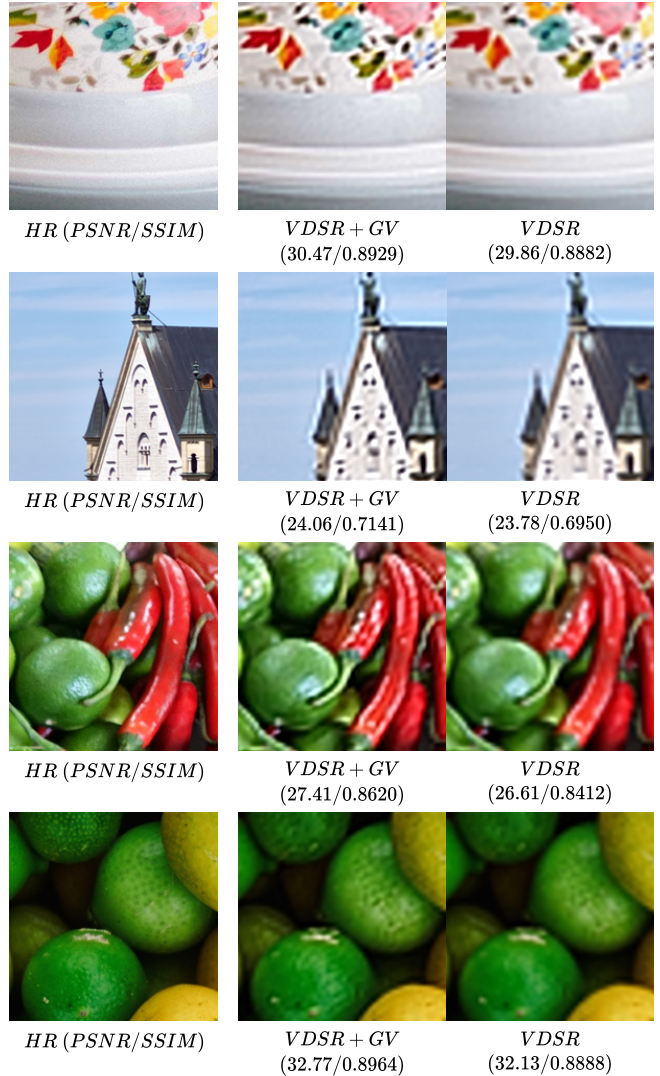 HR (PSNR/SSIM) VDSR + GV VDSR
(30.47/0.8929) (29.86/0.8882)
HR (PSNR/SSIM) VDSR + GV VDSR
(24.06/0.7141) (23.78/0.6950)
HR (PSNR/SSIM) VDSR + GV VDSR
(27.41/0.8620) (26.61/0.8412)
HR (PSNR/SSIM) VDSR + GV VDSR
(32.77/0.8964) (32.13/0.8888)